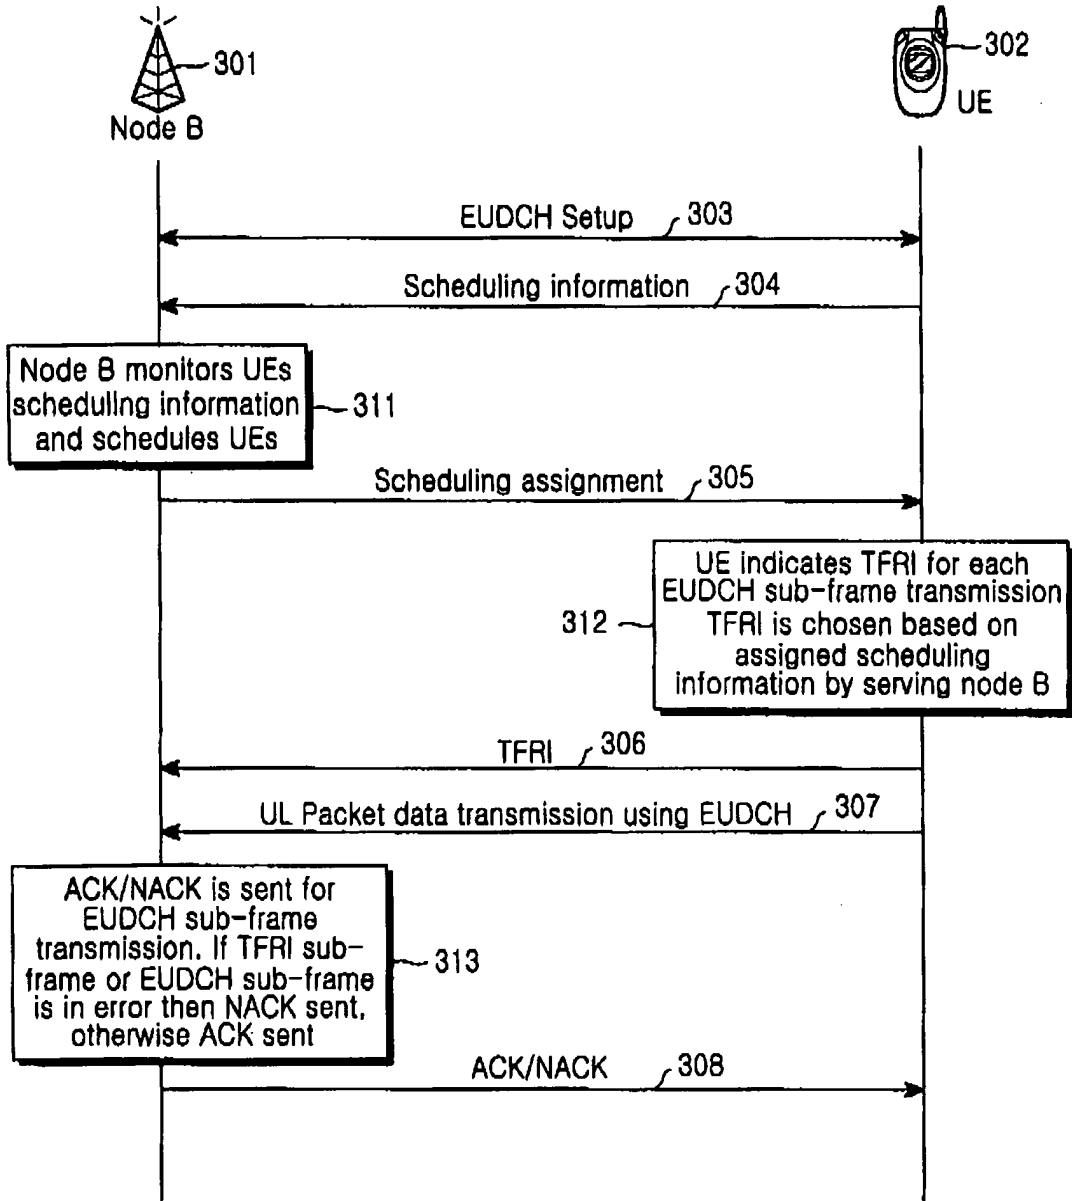 301
302
Node B
UE
EUDCH Setup
303
Scheduling information
304
Node B monitors UEs
scheduling information
and schedules UEs
311
Scheduling assignment
305
UE indicates TFRI for each
EUDCH sub-frame transmission
TFRI is chosen based on
assigned scheduling
information by serving node B
312
TFRI
306
UL Packet data transmission using EUDCH
307
ACK/NACK is sent for
EUDCH sub-frame
transmission. If TFRI sub-
frame or EUDCH sub-frame
is in error then NACK sent,
otherwise ACK sent
313
ACK/NACK
308